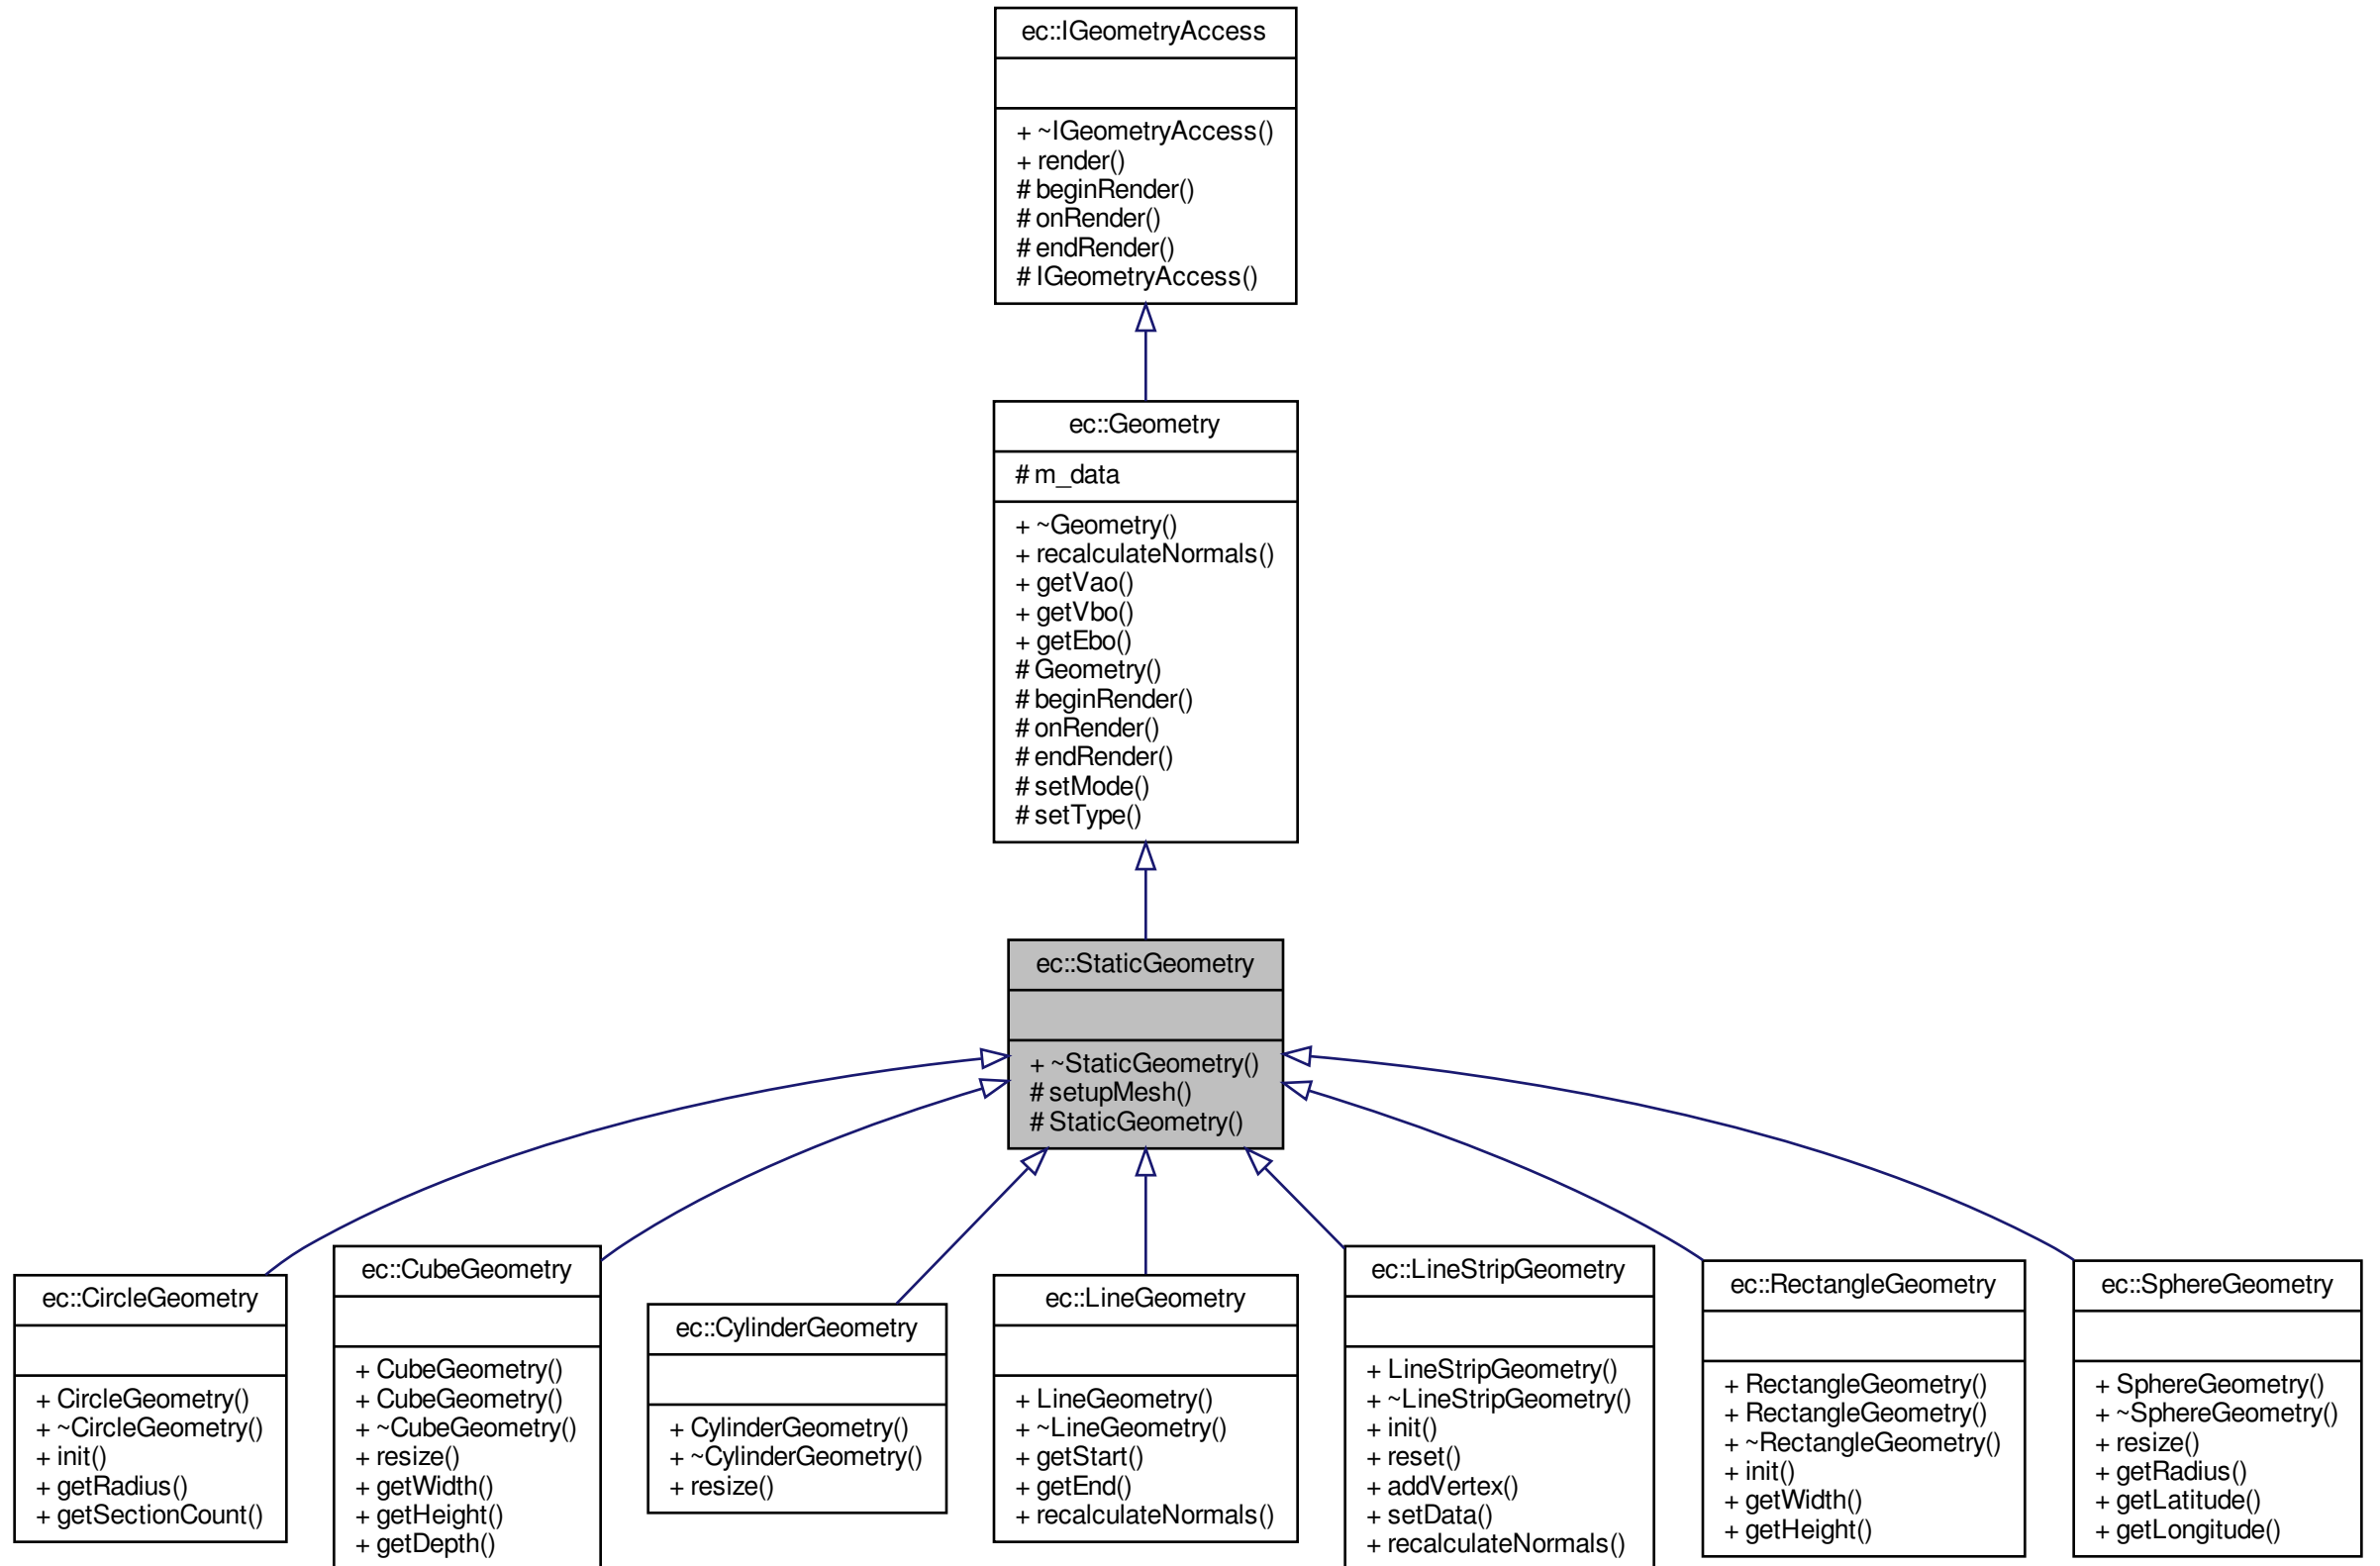 ec::IGeometryAccess
+ ~IGeometryAccess()
+ render()
# beginRender()
# onRender()
# endRender()
# IGeometryAccess()
ec::Geometry
# m_data
+ ~Geometry()
+ recalculateNormals()
+ getVao()
+ getVbo()
+ getEbo()
# Geometry()
# beginRender()
# onRender()
# endRender()
# setMode()
# setType()
ec::StaticGeometry
+ ~StaticGeometry()
# setupMesh()
# StaticGeometry()
ec::CircleGeometry
+ CircleGeometry()
+ ~CircleGeometry()
+ init()
+ getRadius()
+ getSectionCount()
ec::CubeGeometry
+ CubeGeometry()
+ CubeGeometry()
+ ~CubeGeometry()
+ resize()
+ getWidth()
+ getHeight()
+ getDepth()
ec::CylinderGeometry
+ CylinderGeometry()
+ ~CylinderGeometry()
+ resize()
ec::LineGeometry
+ LineGeometry()
+ ~LineGeometry()
+ getStart()
+ getEnd()
+ recalculateNormals()
ec::LineStripGeometry
+ LineStripGeometry()
+ ~LineStripGeometry()
+ init()
+ reset()
+ addVertex()
+ setData()
+ recalculateNormals()
ec::RectangleGeometry
+ RectangleGeometry()
+ RectangleGeometry()
+ ~RectangleGeometry()
+ init()
+ getWidth()
+ getHeight()
ec::SphereGeometry
+ SphereGeometry()
+ ~SphereGeometry()
+ resize()
+ getRadius()
+ getLatitude()
+ getLongitude()